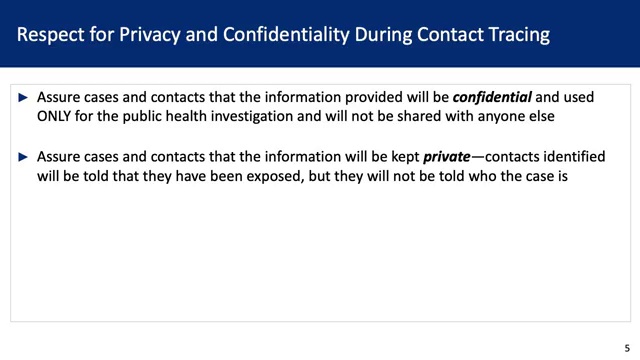 Respect for Privacy and Confidentiality During Contact Tracing
► Assure cases and contacts that the information provided will be confidential and used
ONLY for the public health investigation and will not be shared with anyone else
► Assure cases and contacts that the information will be kept private—contacts identified
will be told that they have been exposed, but they will not be told who the case is
5